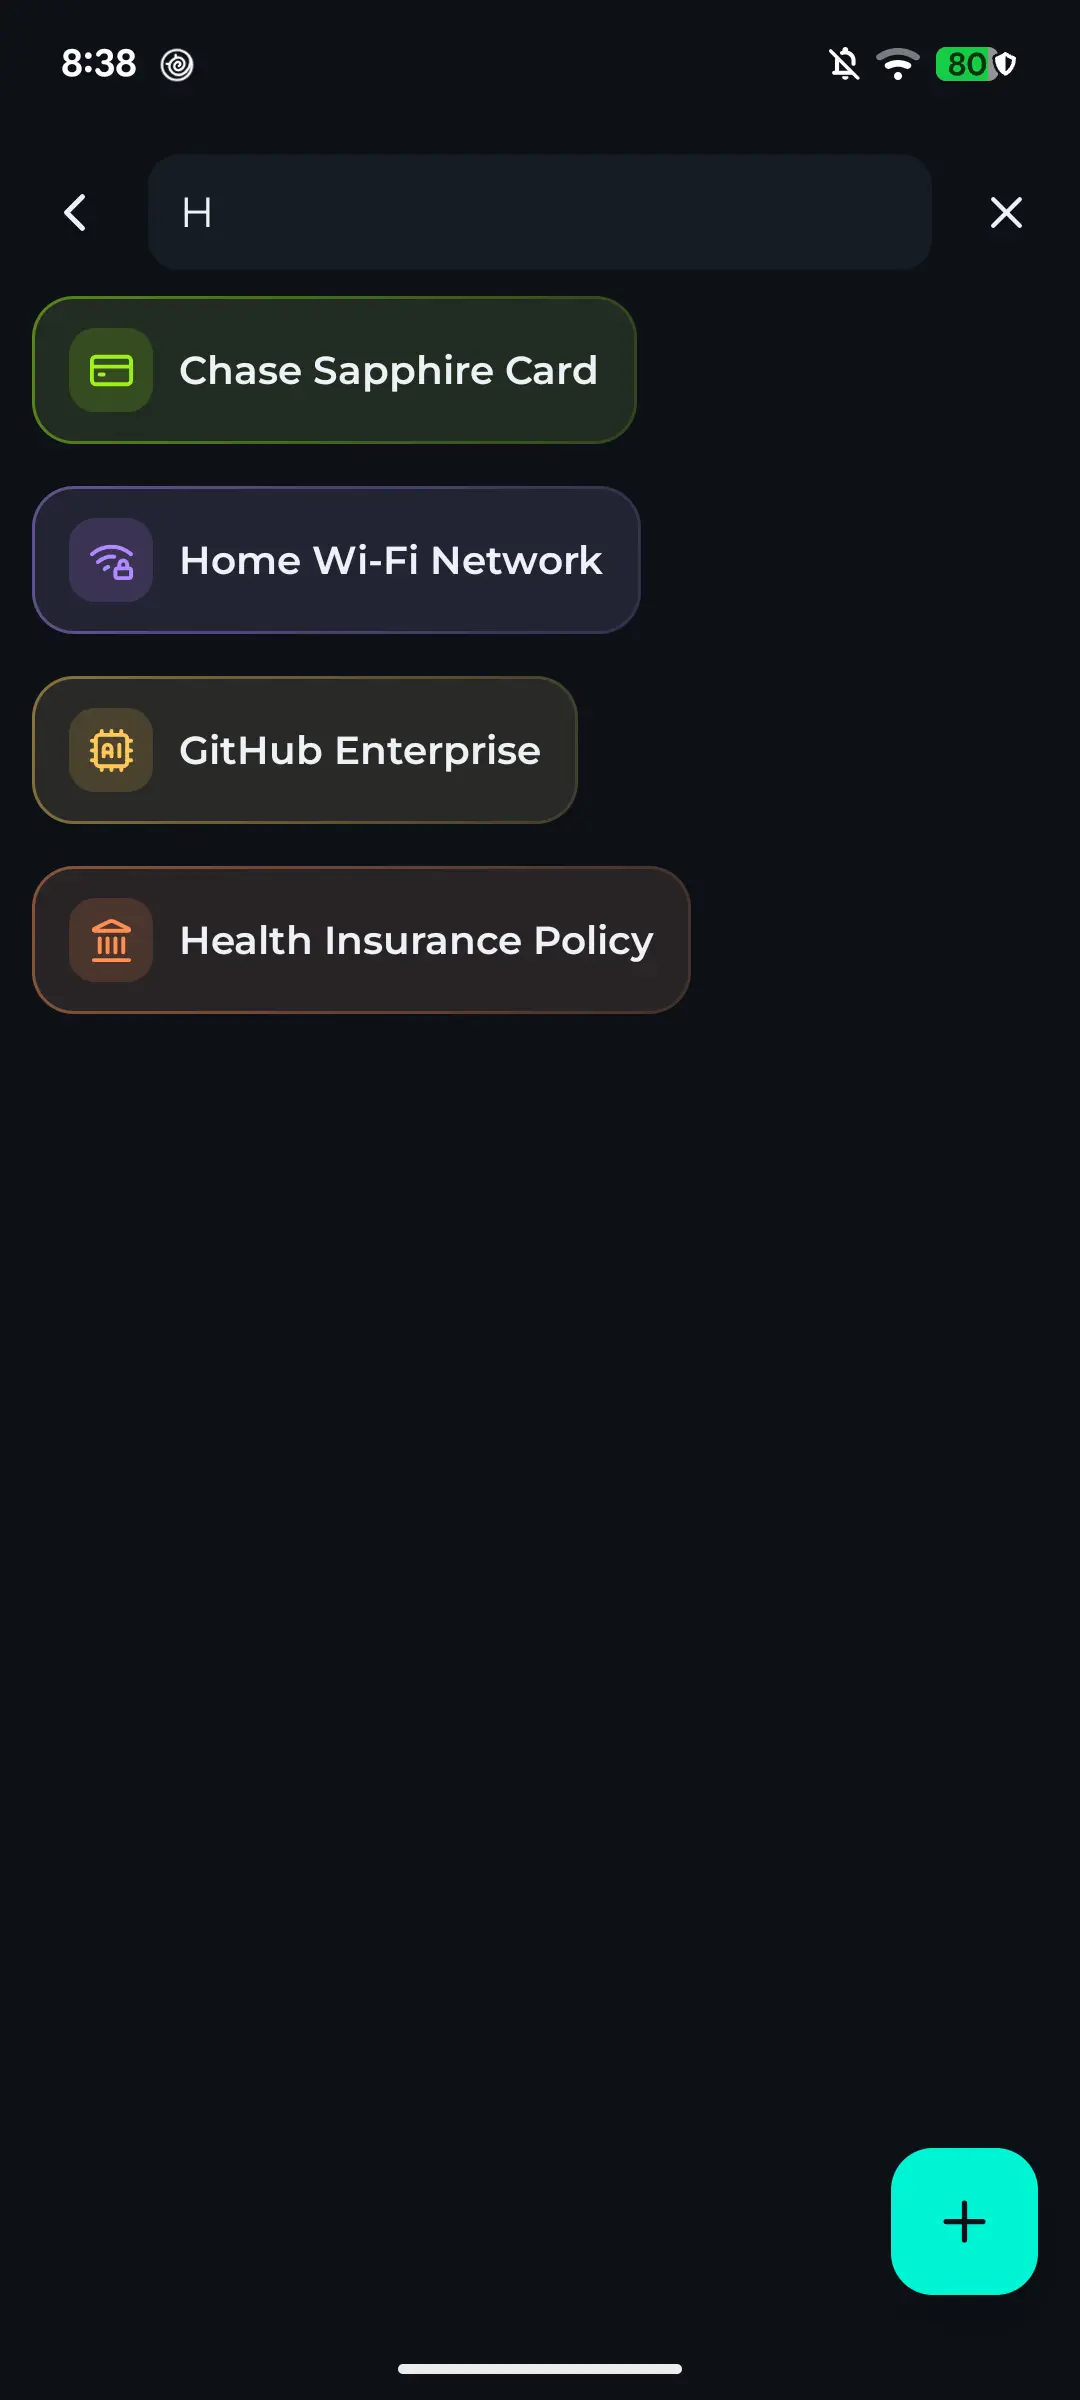 8:38
80
H
Chase Sapphire Card
Home Wi-Fi Network
AI
GitHub Enterprise
Health Insurance Policy